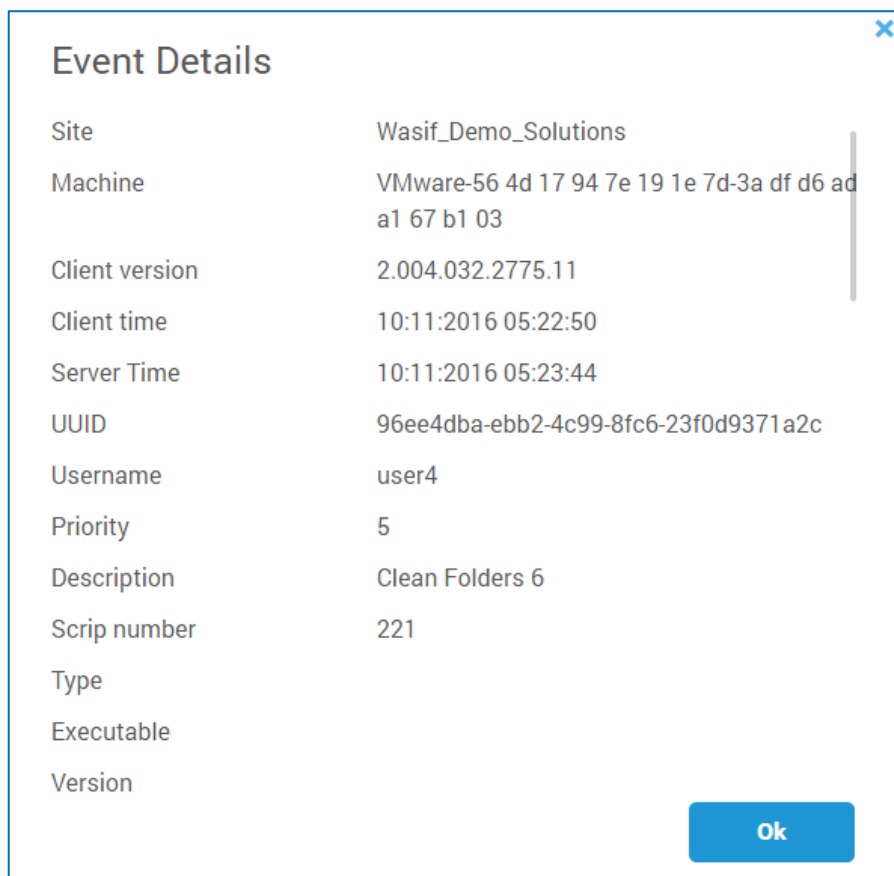 Event Details
Site Wasif_Demo_Solutions
Machine VMware-56 4d 17 94 7e 19 1e 7d-3a df d6 ad
a1 67 b1 03
Client version 2.004.032.2775.11
Client time 10:11:2016 05:22:50
Server Time 10:11:2016 05:23:44
UUID 96ee4dba-ebb2-4c99-8fc6-23f0d9371a2c
Username user4
Priority 5
Description Clean Folders 6
Scrip number 221
Type
Executable
Version
Ok